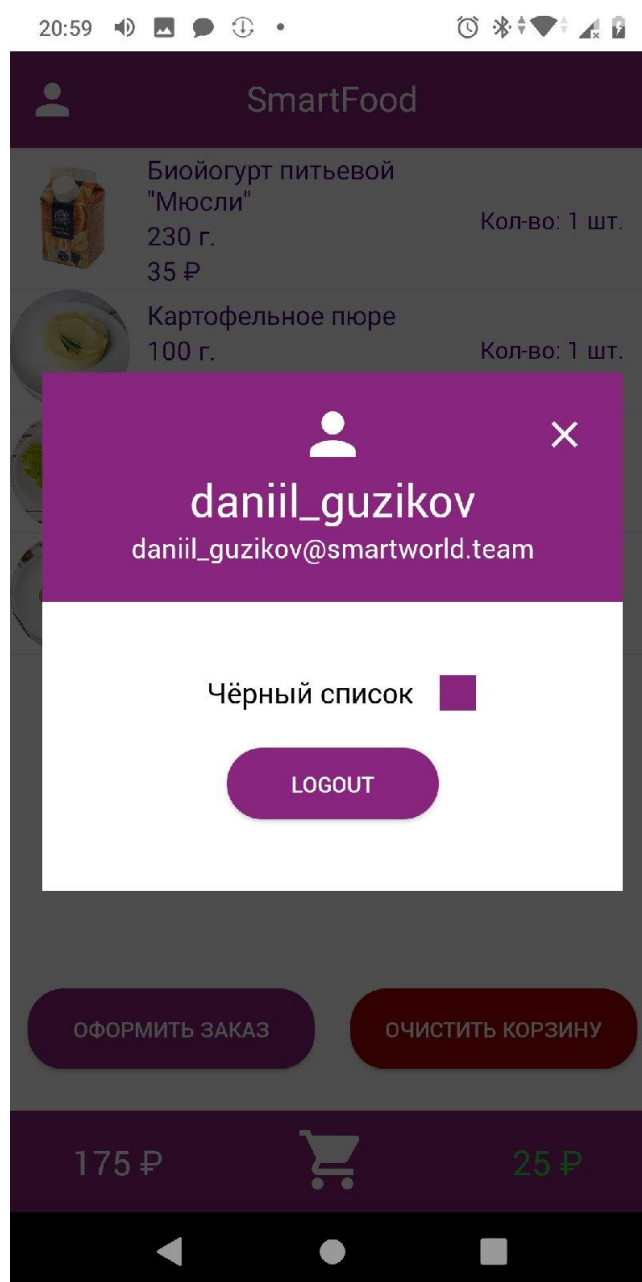 20:59
SmartFood
Биойогурт питьевой
"Мюсли"
230 г.
35 ₽
Кол-во: 1 шт.
Картофельное пюре
100 г.
Кол-во: 1 шт.
daniil_guzikov
daniil_guzikov@smartworld.team
Чёрный список
LOGOUT
ОФОРМИТЬ ЗАКАЗ
ОЧИСТИТЬ КОРЗИНУ
175 ₽
25 ₽